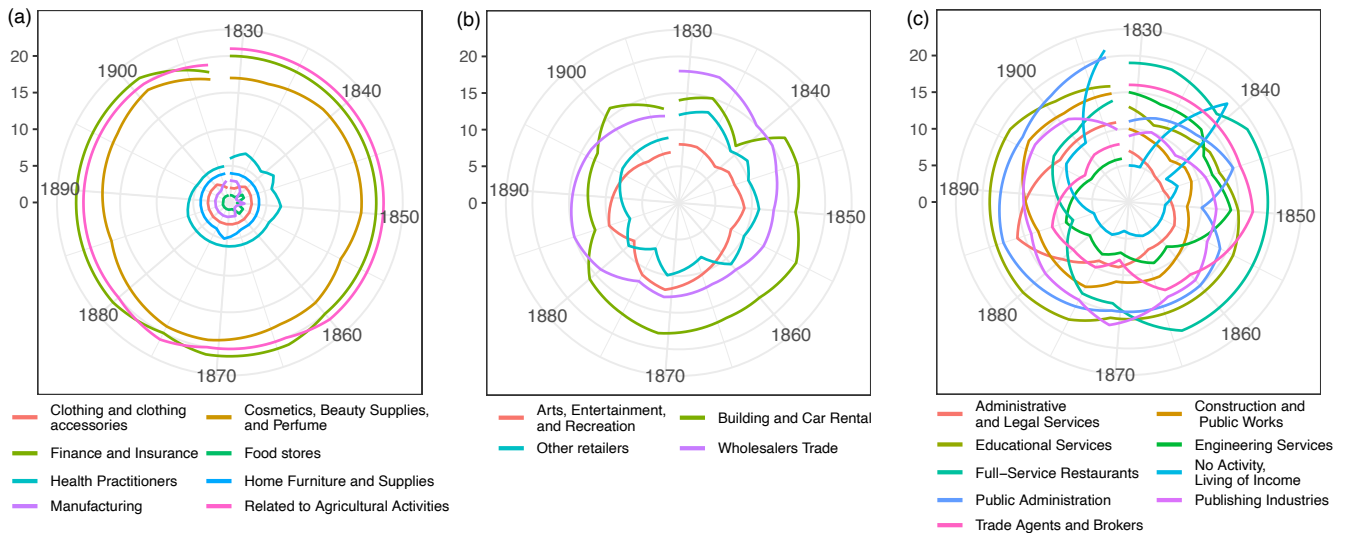 (a)
1830
1840
1850
1860
1870
1880
1890
1900
20
15
10
5
0
Clothing and clothing
accessories
Cosmetics, Beauty Supplies,
and Perfume
Finance and Insurance
Food stores
Health Practitioners
Home Furniture and Supplies
Manufacturing
Related to Agricultural Activities
(b)
1830
1840
1850
1860
1870
1880
1890
1900
20
15
10
5
0
Arts, Entertainment,
and Recreation
Building and Car Rental
Other retailers
Wholesalers Trade
(c)
1830
1840
1850
1860
1870
1880
1890
1900
20
15
10
5
0
Administrative
and Legal Services
Construction and
Public Works
Educational Services
Engineering Services
Full−Service Restaurants
No Activity,
Living of Income
Public Administration
Publishing Industries
Trade Agents and Brokers